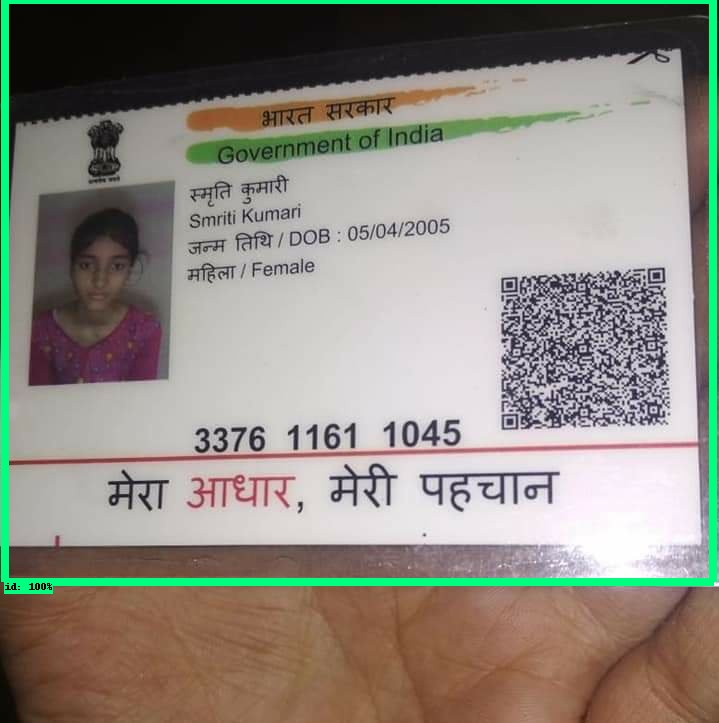 भारत सरकार
Government of India
स्मृति कुमारी
Smriti Kumari
जन्म तिथि / DOB : 05/04/2005
महिला / Female
3376 1161 1045
मेरा आधार, मेरी पहचान
id: 100%